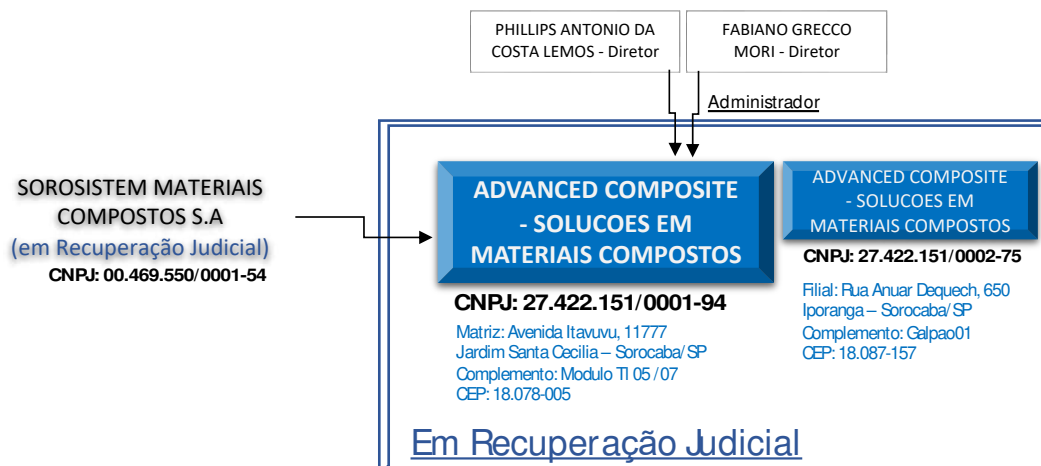 PHILLIPS ANTONIO DA
COSTA LEMOS - Diretor
FABIANO GRECCO
MORI - Diretor
Administrador
SOROSISTEM MATERIAIS
COMPOSTOS S.A
(em Recuperação Judicial)
CNPJ: 00.469.550/0001-54
ADVANCED COMPOSITE
- SOLUCOES EM
MATERIAIS COMPOSTOS
CNPJ: 27.422.151/0001-94
Matriz: Avenida Itavuvu, 11777
Jardim Santa Cecilia – Sorocaba/SP
Complemento: Modulo Tl 05 /07
CEP: 18.078-005
ADVANCED COMPOSITE
- SOLUCOES EM
MATERIAIS COMPOSTOS
CNPJ: 27.422.151/0002-75
Filial: Rua Anuar Dequech, 650
Iporanga – Sorocaba/SP
Complemento: Galpao01
CEP: 18.087-157
Em Recuperação Judicial